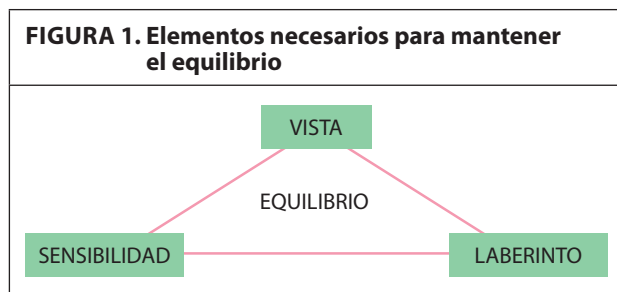 FIGURA 1. Elementos necesarios para mantener
el equilibrio
VISTA
EQUILIBRIO
SENSIBILIDAD
LABERINTO